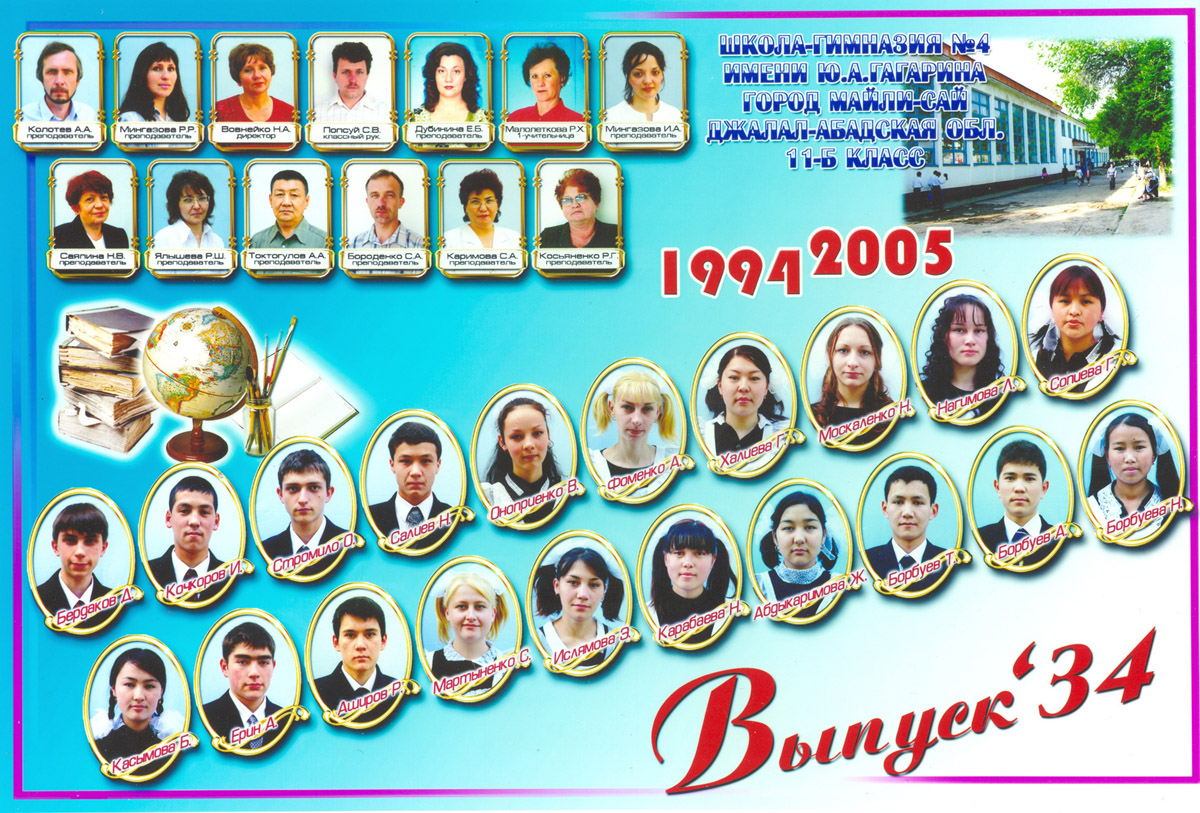 ШКОЛА-ГИМНАЗИЯ №4
ИМЕНИ Ю.А.ГАГАРИНА
ГОРОД МАЙЛИ-САЙ
ДЖАЛАЛ-АБАДСКАЯ ОБЛ.
11-Б КЛАСС
Колотев А.А.
преподаватель
Мингазова Р.Р.
преподаватель
Вовнейко Н.А.
директор
Попсуй С.В.
классный рук.
Дубинина Е.Б.
преподаватель
Малолеткова Р.Х.
1-учительница
Мингазова И.А.
преподаватель
Саялина Н.В.
преподаватель
Ялышева Р.Ш.
преподаватель
Токтогулов А.А.
преподаватель
Бороденко С.А.
преподаватель
Каримова С.А.
преподаватель
Косьяненко Р.Г.
преподаватель
1994 2005
Бердаков Д.
Кочкоров И.
Стромило О.
Салиев Н.
Оноприенко В.
Фоменко А.
Халиева Г.
Москаленко Н.
Нагимова Л.
Сопиева Г.
Касымова Б.
Ерин А.
Аширов Р.
Мартыненко С.
Ислямова Э.
Карабаева Н.
Абдыкаримова Ж.
Борбуев Т.
Борбуев А.
Борбуева Н.
Выпуск '34